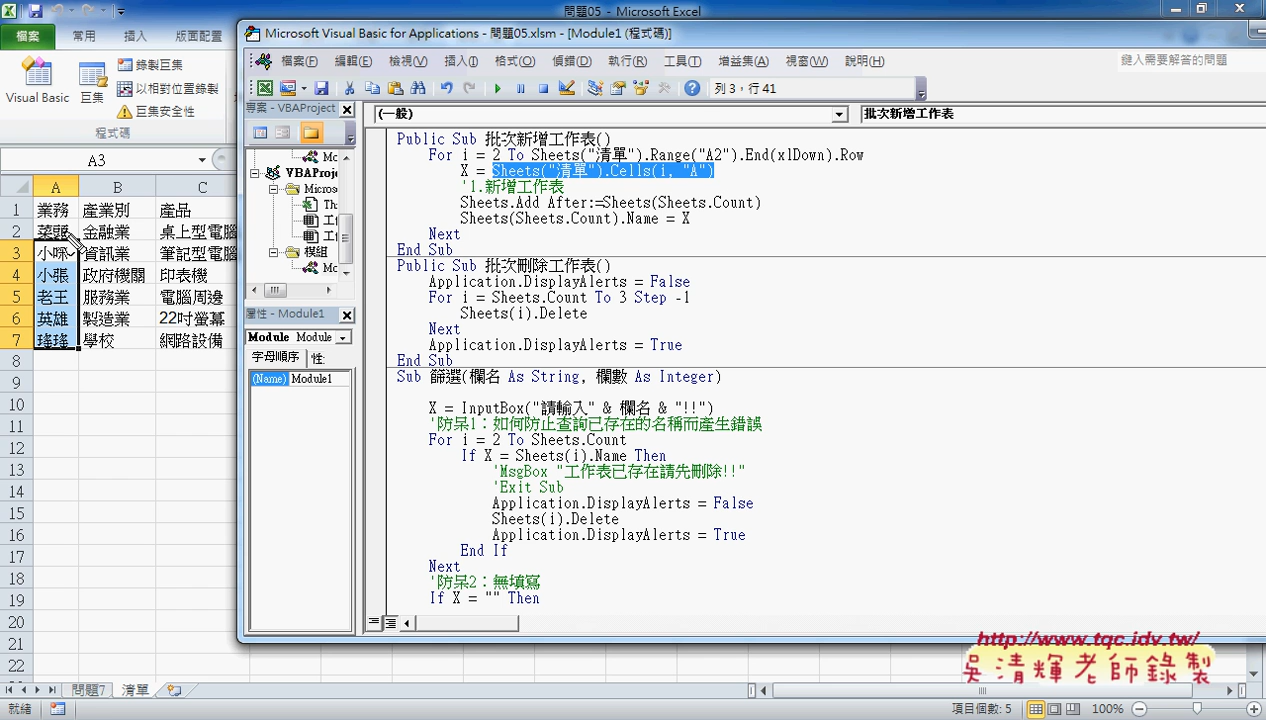 問題05 - Microsoft Excel
檔案 常用 插入 版面配置
Visual Basic
巨集
錄製巨集
以相對位置錄製
巨集安全性
程式碼
A3
A B C
1 業務 產業別 產品
2 菜頭 金融業 桌上型電腦
3 小咪 資訊業 筆記型電腦
4 小張 政府機關 印表機
5 老王 服務業 電腦周邊
6 英雄 製造業 22吋螢幕
7 瑤瑤 學校 網路設備
8
9
10
11
12
13
14
15
16
17
18
19
20
21
22
問題7 清單
就緒
項目個數: 5
100%
Microsoft Visual Basic for Applications - 問題05.xlsm - [Module1 (程式碼)]
檔案(F) 編輯(E) 檢視(V) 插入(I) 格式(O) 偵錯(D) 執行(R) 工具(T) 增益集(A) 視窗(W) 說明(H)
鍵入需要解答的問題
列 3，行 41
專案 - VBAProject
Mo
VBAProj
Micros
Th
工
工
模組
Mo
屬性 - Module1
Module Module
字母順序 性
(Name) Module1
(一般)
批次新增工作表
Public Sub 批次新增工作表()
For i = 2 To Sheets("清單").Range("A2").End(xlDown).Row
X = Sheets("清單").Cells(i, "A")
'1.新增工作表
Sheets.Add After:=Sheets(Sheets.Count)
Sheets(Sheets.Count).Name = X
Next
End Sub
Public Sub 批次刪除工作表()
Application.DisplayAlerts = False
For i = Sheets.Count To 3 Step -1
Sheets(i).Delete
Next
Application.DisplayAlerts = True
End Sub
Sub 篩選(欄名 As String, 欄數 As Integer)
X = InputBox("請輸入" & 欄名 & "!!")
'防呆1：如何防止查詢已存在的名稱而產生錯誤
For i = 2 To Sheets.Count
If X = Sheets(i).Name Then
'MsgBox "工作表已存在請先刪除!!"
'Exit Sub
Application.DisplayAlerts = False
Sheets(i).Delete
Application.DisplayAlerts = True
End If
Next
'防呆2：無填寫
If X = "" Then
http://www.tqc.idv.tw/
吳清輝老師錄製